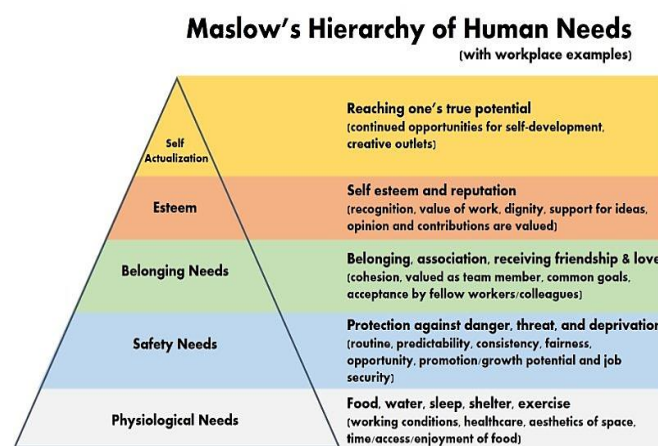 Maslow's Hierarchy of Human Needs
(with workplace examples)
Self
Actualization
Reaching one's true potential
(continued opportunities for self-development,
creative outlets)
Esteem
Self esteem and reputation
(recognition, value of work, dignity, support for ideas,
opinion and contributions are valued)
Belonging Needs
Belonging, association, receiving friendship & love
(cohesion, valued as team member, common goals,
acceptance by fellow workers/colleagues)
Safety Needs
Protection against danger, threat, and deprivation
(routine, predictability, consistency, fairness,
opportunity, promotion/growth potential and job
security)
Physiological Needs
Food, water, sleep, shelter, exercise
(working conditions, healthcare, aesthetics of space,
time/access/enjoyment of food)